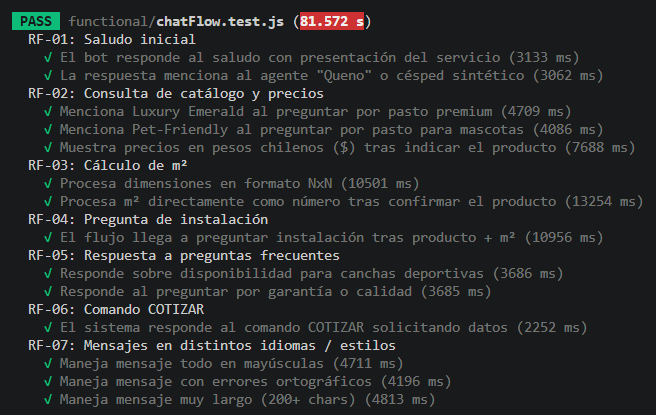 PASS functional/chatFlow.test.js (81.572 s)
RF-01: Saludo inicial
√ El bot responde al saludo con presentación del servicio (3133 ms)
√ La respuesta menciona al agente "Queno" o césped sintético (3062 ms)
RF-02: Consulta de catálogo y precios
√ Menciona Luxury Emerald al preguntar por pasto premium (4709 ms)
√ Menciona Pet-Friendly al preguntar por pasto para mascotas (4086 ms)
√ Muestra precios en pesos chilenos ($) tras indicar el producto (7688 ms)
RF-03: Cálculo de m²
√ Procesa dimensiones en formato NxN (10501 ms)
√ Procesa m² directamente como número tras confirmar el producto (13254 ms)
RF-04: Pregunta de instalación
√ El flujo llega a preguntar instalación tras producto + m² (10956 ms)
RF-05: Respuesta a preguntas frecuentes
√ Responde sobre disponibilidad para canchas deportivas (3686 ms)
√ Responde al preguntar por garantía o calidad (3685 ms)
RF-06: Comando COTIZAR
√ El sistema responde al comando COTIZAR solicitando datos (2252 ms)
RF-07: Mensajes en distintos idiomas / estilos
√ Maneja mensaje todo en mayúsculas (4711 ms)
√ Maneja mensaje con errores ortográficos (4196 ms)
√ Maneja mensaje muy largo (200+ chars) (4813 ms)